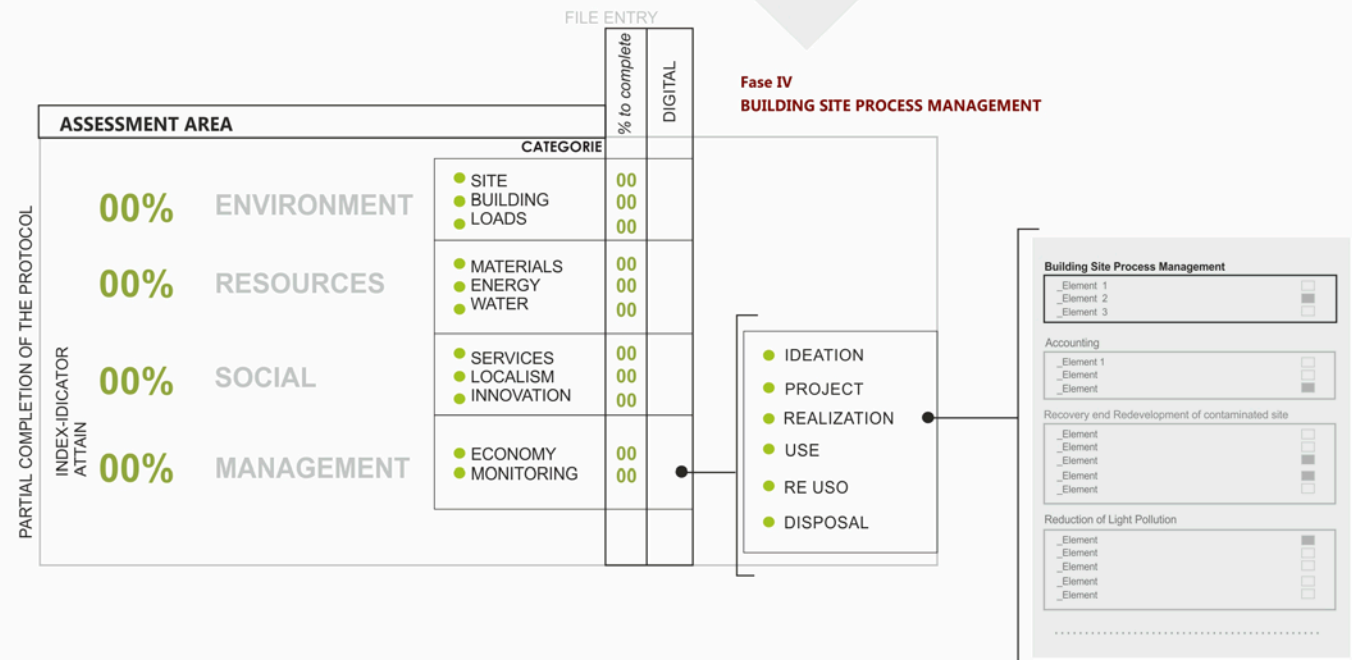 FILE ENTRY
% to complete
DIGITAL
Fase IV
BUILDING SITE PROCESS MANAGEMENT
ASSESSMENT AREA
CATEGORIE
PARTIAL COMPLETION OF THE PROTOCOL
INDEX-IDICATOR
ATTAIN
00% ENVIRONMENT
SITE 00
BUILDING 00
LOADS 00
00% RESOURCES
MATERIALS 00
ENERGY 00
WATER 00
00% SOCIAL
SERVICES 00
LOCALISM 00
INNOVATION 00
00% MANAGEMENT
ECONOMY 00
MONITORING 00
IDEATION
PROJECT
REALIZATION
USE
RE USO
DISPOSAL
Building Site Process Management
_Element 1
_Element 2
_Element 3
Accounting
_Element 1
_Element
_Element
Recovery end Redevelopment of contaminated site
_Element
_Element
_Element
_Element
_Element
Reduction of Light Pollution
_Element
_Element
_Element
_Element
_Element